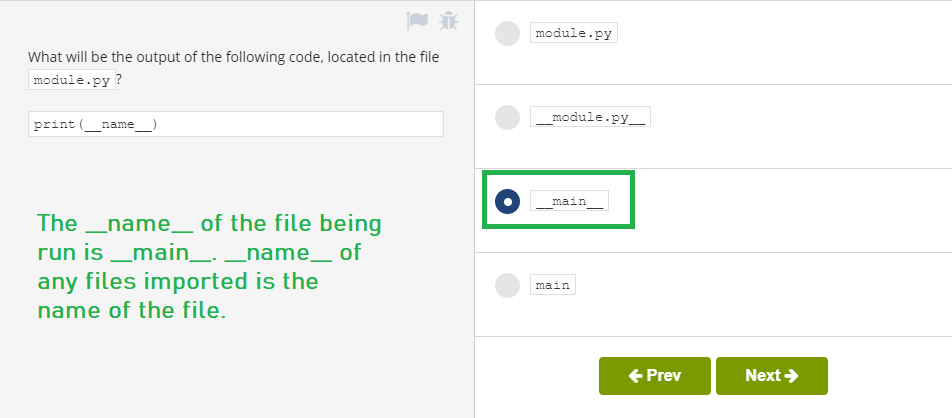 What will be the output of the following code, located in the file
module.py?
print(__name__)
The __name__ of the file being
run is __main__. __name__ of
any files imported is the
name of the file.
module.py
__module.py__
__main__
main
Prev
Next